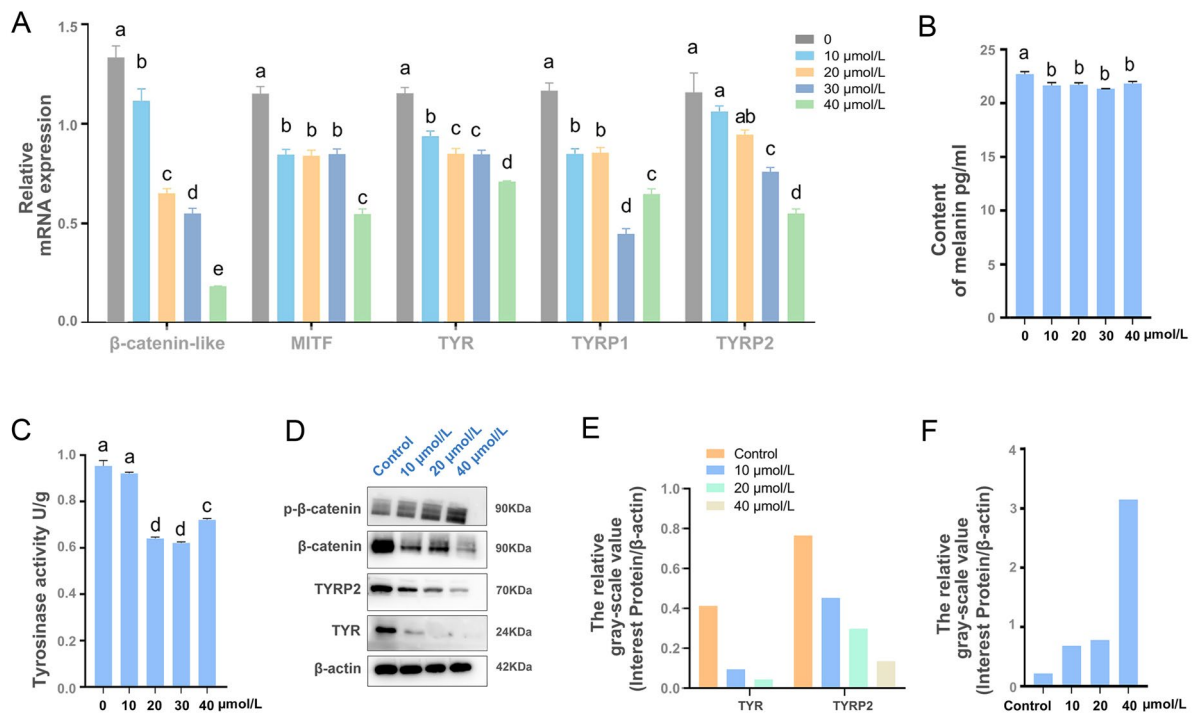 A
Relative
mRNA expression
1.5
1.0
0.5
0.0
a
b
c
d
e
a
b
b
b
c
a
b
c
c
d
a
b
b
d
c
a
a
ab
c
d
0
10 μmol/L
20 μmol/L
30 μmol/L
40 μmol/L
β-catenin-like
MITF
TYR
TYRP1
TYRP2
B
Content
of melanin pg/ml
25
20
15
10
5
0
a
b
b
b
b
0 10 20 30 40 μmol/L
C
Tyrosinase activity U/g
1.0
0.8
0.6
0.4
0.2
0.0
a
a
d
d
c
0 10 20 30 40 μmol/L
D
Control
10 μmol/L
20 μmol/L
40 μmol/L
p-β-catenin 90KDa
β-catenin 90KDa
TYRP2 70KDa
TYR 24KDa
β-actin 42KDa
E
The relative
gray-scale value
(Interest Protein/β-actin)
Control
10 μmol/L
20 μmol/L
40 μmol/L
1.0
0.8
0.6
0.4
0.2
0.0
TYR
TYRP2
F
The relative
gray-scale value
(Interest Protein/β-actin)
4
3
2
1
0
Control 10 20 40 μmol/L